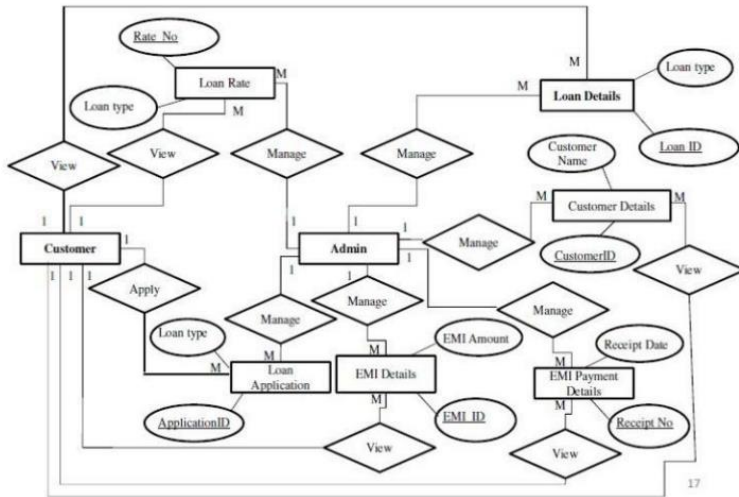 Rate_No
1
M
Loan Rate
M
Loan type
M
M
Loan Details
Loan type
Loan ID
View
View
Manage
Manage
Customer
Name
M
Customer Details
M
CustomerID
Manage
View
1
1
1
1
Customer
1
Admin
1
1
1
1
1
1
1
1
Apply
Manage
Manage
Manage
Loan type
M
M
Loan
Application
ApplicationID
M
EMI Details
M
EMI Amount
EMI_ID
M
EMI Payment
Details
M
Receipt Date
Receipt No
View
View
17